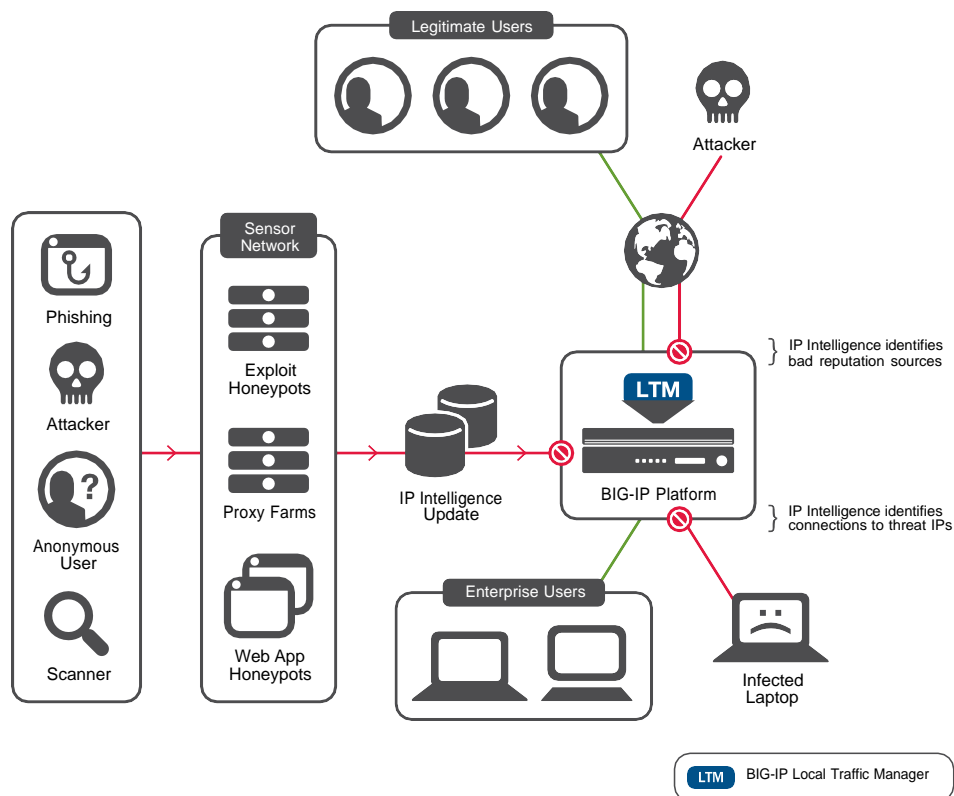 Legitimate Users
Attacker
Sensor
Network
Phishing
Attacker
?
Anonymous
User
Scanner
Exploit
Honeypots
Proxy Farms
Web App
Honeypots
IP Intelligence
Update
LTM
BIG-IP Platform
} IP Intelligence identifies
bad reputation sources
} IP Intelligence identifies
connections to threat IPs
Enterprise Users
Infected
Laptop
LTM BIG-IP Local Traffic Manager